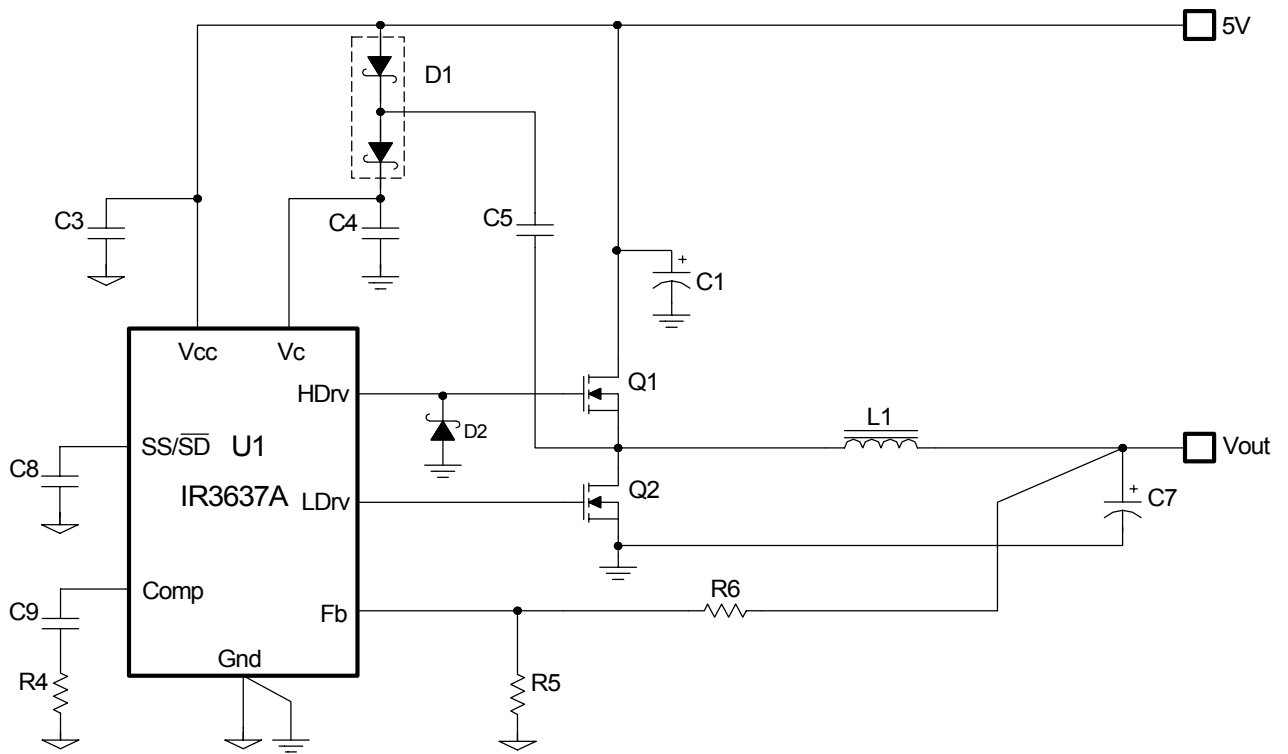 5V
D1
C3
C4
C5
+
C1
Vcc
Vc
HDrv
Q1
D2
L1
SS/SD U1
Vout
C8
IR3637A
LDrv
Q2
+
C7
Comp
C9
Fb
R6
Gnd
R4
R5